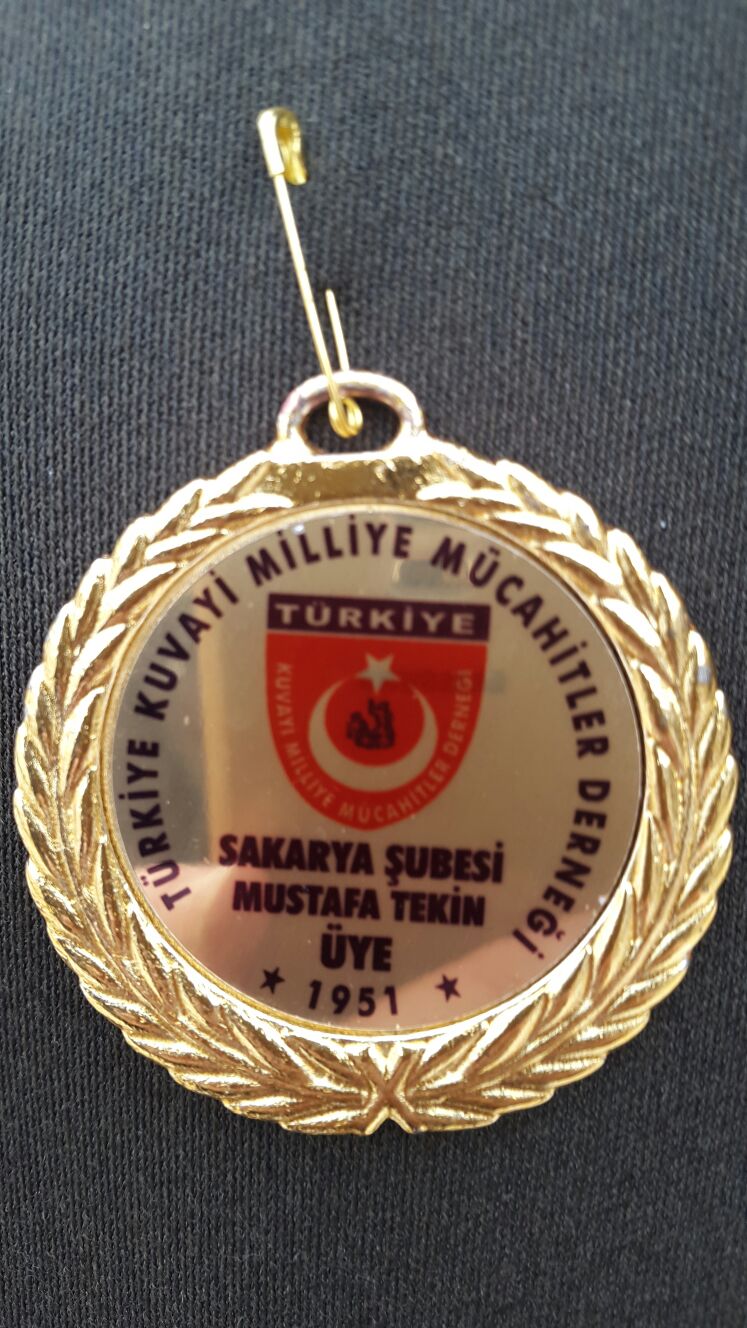 TÜRKİYE KUVAYİ MİLLİYE MÜCAHİTLER DERNEĞİ
TÜRKİYE
KUVAYI MİLLİYE MÜCAHİTLER DERNEĞİ
SAKARYA ŞUBESİ
MUSTAFA TEKİN
ÜYE
1951